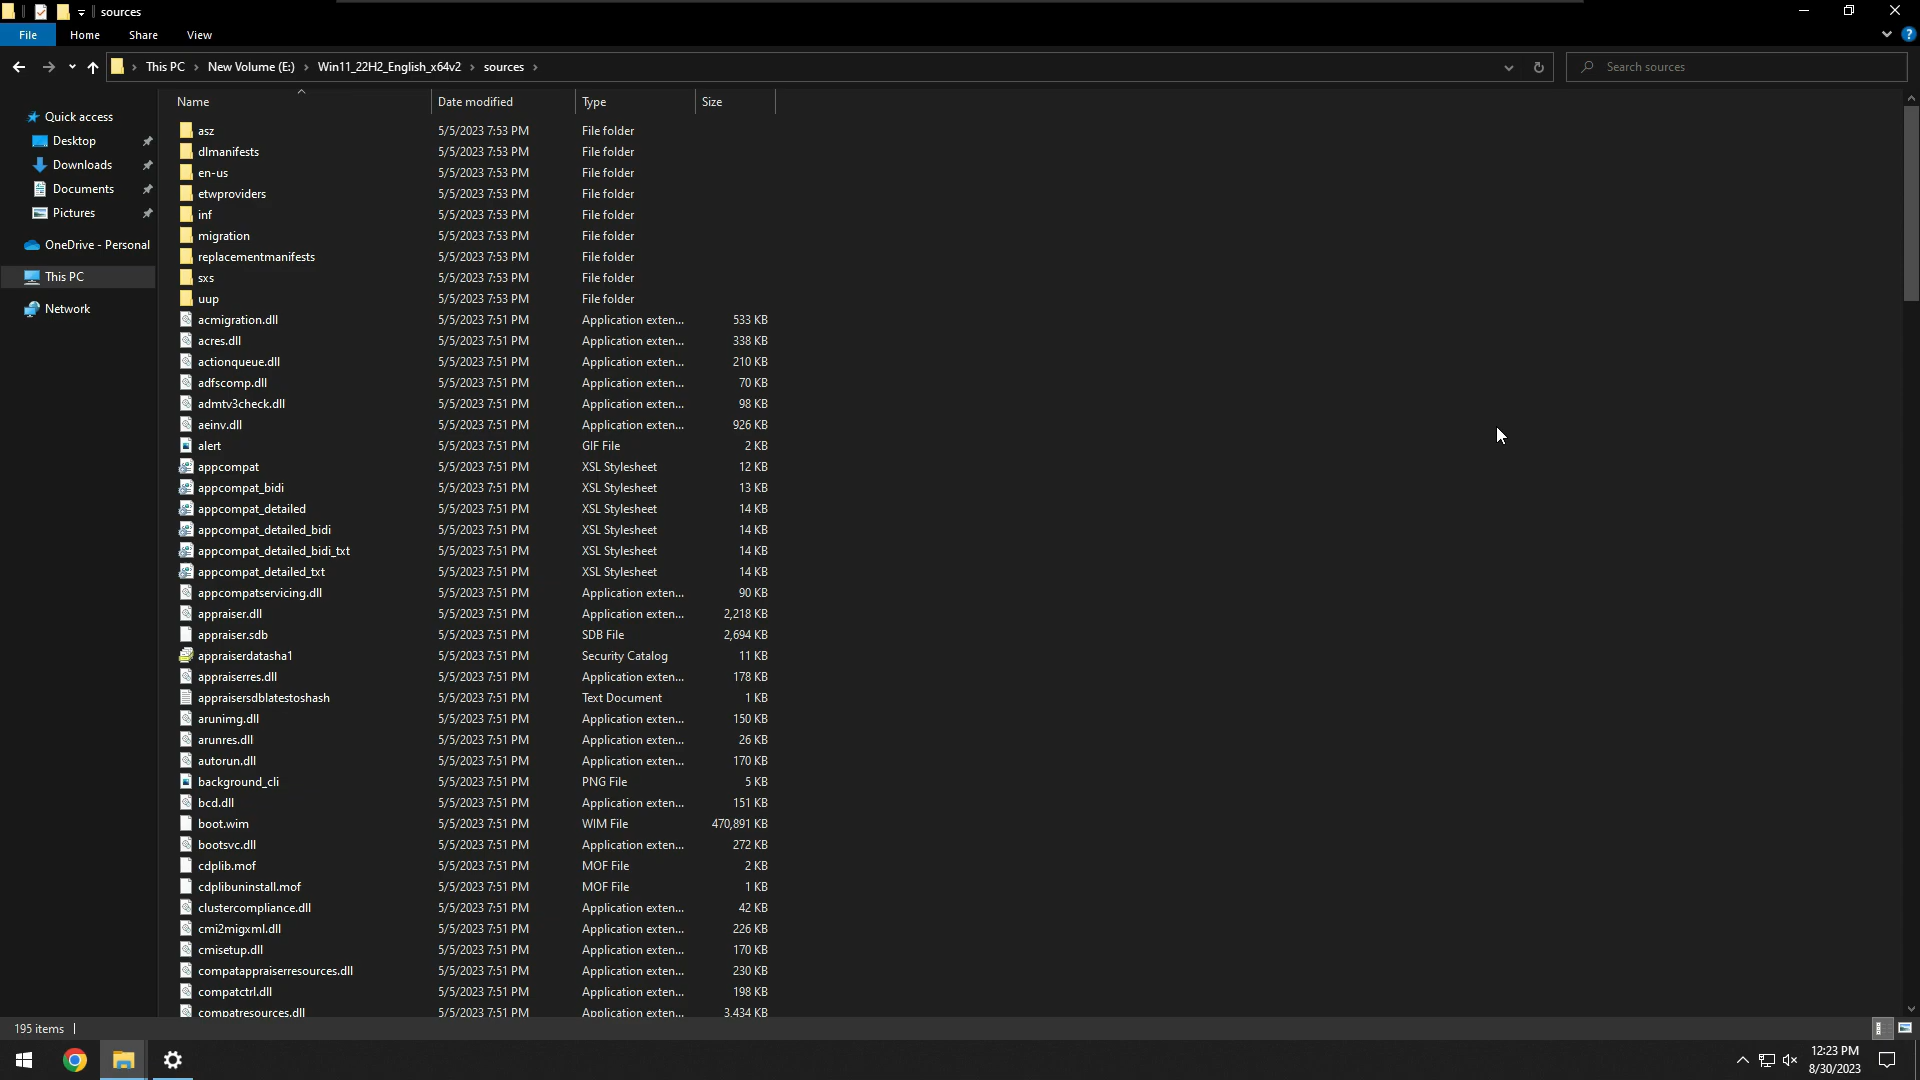 sources
File Home Share View
This PC New Volume (E:) Win11_22H2_English_x64v2 sources
Search sources
Quick access
Desktop
Downloads
Documents
Pictures
OneDrive - Personal
This PC
Network
Name Date modified Type Size
asz 5/5/2023 7:53 PM File folder
dlmanifests 5/5/2023 7:53 PM File folder
en-us 5/5/2023 7:53 PM File folder
etwproviders 5/5/2023 7:53 PM File folder
inf 5/5/2023 7:53 PM File folder
migration 5/5/2023 7:53 PM File folder
replacementmanifests 5/5/2023 7:53 PM File folder
sxs 5/5/2023 7:53 PM File folder
uup 5/5/2023 7:53 PM File folder
acmigration.dll 5/5/2023 7:51 PM Application exten... 533 KB
acres.dll 5/5/2023 7:51 PM Application exten... 338 KB
actionqueue.dll 5/5/2023 7:51 PM Application exten... 210 KB
adfscomp.dll 5/5/2023 7:51 PM Application exten... 70 KB
admtv3check.dll 5/5/2023 7:51 PM Application exten... 98 KB
aeinv.dll 5/5/2023 7:51 PM Application exten... 926 KB
alert 5/5/2023 7:51 PM GIF File 2 KB
appcompat 5/5/2023 7:51 PM XSL Stylesheet 12 KB
appcompat_bidi 5/5/2023 7:51 PM XSL Stylesheet 13 KB
appcompat_detailed 5/5/2023 7:51 PM XSL Stylesheet 14 KB
appcompat_detailed_bidi 5/5/2023 7:51 PM XSL Stylesheet 14 KB
appcompat_detailed_bidi_txt 5/5/2023 7:51 PM XSL Stylesheet 14 KB
appcompat_detailed_txt 5/5/2023 7:51 PM XSL Stylesheet 14 KB
appcompatservicing.dll 5/5/2023 7:51 PM Application exten... 90 KB
appraiser.dll 5/5/2023 7:51 PM Application exten... 2,218 KB
appraiser.sdb 5/5/2023 7:51 PM SDB File 2,694 KB
appraiserdatasha1 5/5/2023 7:51 PM Security Catalog 11 KB
appraiserres.dll 5/5/2023 7:51 PM Application exten... 178 KB
appraisersdblatestoshash 5/5/2023 7:51 PM Text Document 1 KB
arunimg.dll 5/5/2023 7:51 PM Application exten... 150 KB
arunres.dll 5/5/2023 7:51 PM Application exten... 26 KB
autorun.dll 5/5/2023 7:51 PM Application exten... 170 KB
background_cli 5/5/2023 7:51 PM PNG File 5 KB
bcd.dll 5/5/2023 7:51 PM Application exten... 151 KB
boot.wim 5/5/2023 7:51 PM WIM File 470,891 KB
bootsvc.dll 5/5/2023 7:51 PM Application exten... 272 KB
cdplib.mof 5/5/2023 7:51 PM MOF File 2 KB
cdplibuninstall.mof 5/5/2023 7:51 PM MOF File 1 KB
clustercompliance.dll 5/5/2023 7:51 PM Application exten... 42 KB
cmi2migxml.dll 5/5/2023 7:51 PM Application exten... 226 KB
cmisetup.dll 5/5/2023 7:51 PM Application exten... 170 KB
compatappraiserresources.dll 5/5/2023 7:51 PM Application exten... 230 KB
compatctrl.dll 5/5/2023 7:51 PM Application exten... 198 KB
compatresources.dll 5/5/2023 7:51 PM Application exten... 3,434 KB
195 items
12:23 PM
8/30/2023